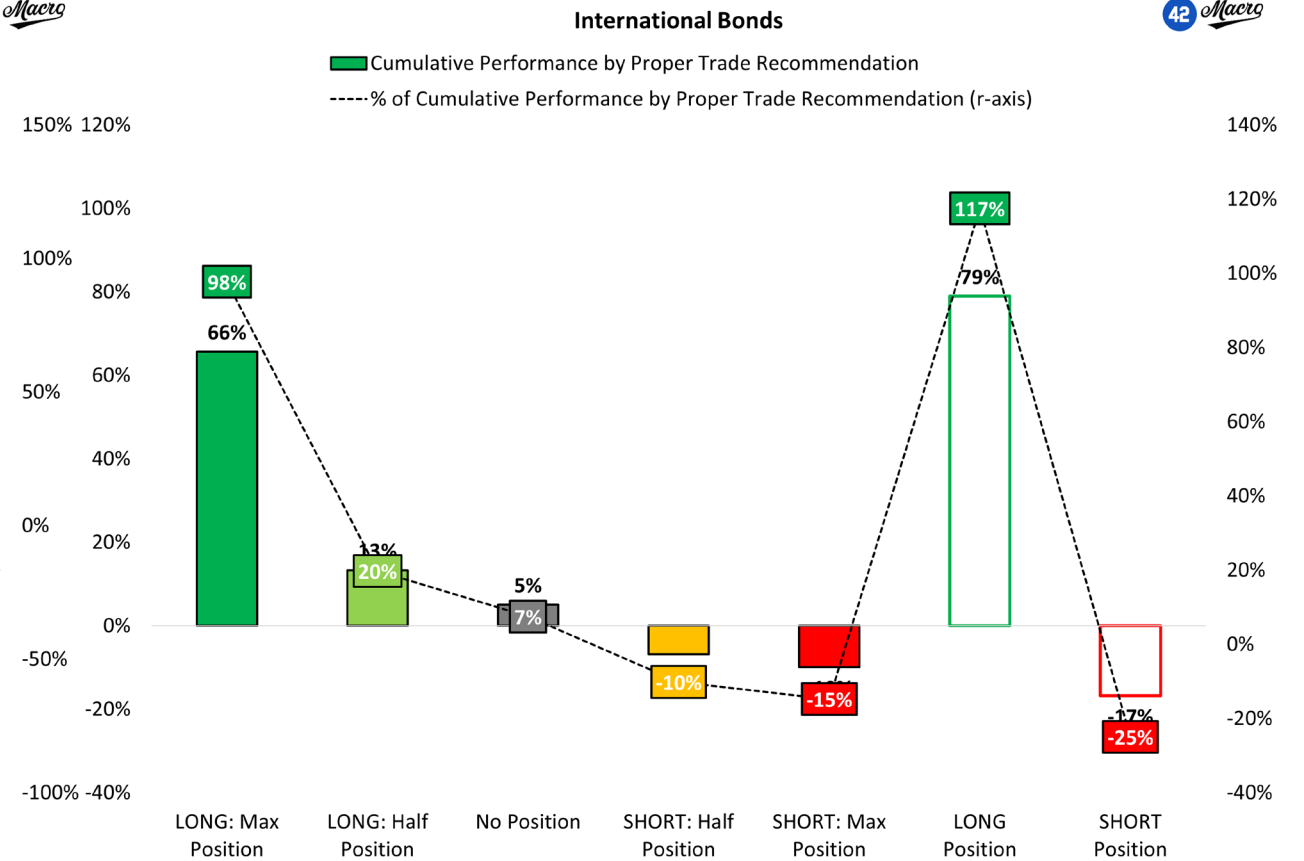 Macro
International Bonds
42 Macro
Cumulative Performance by Proper Trade Recommendation
% of Cumulative Performance by Proper Trade Recommendation (r-axis)
150% 120% 140%
100% 120%
100% 100%
80%
60% 80%
50% 60%
40% 40%
0% 20% 20%
0% 0%
-50%
-20% -20%
-100% -40% -40%
98%
66%
13%
20%
5%
7%
-10%
-15%
117%
79%
-17%
-25%
LONG: Max Position
LONG: Half Position
No Position
SHORT: Half Position
SHORT: Max Position
LONG Position
SHORT Position